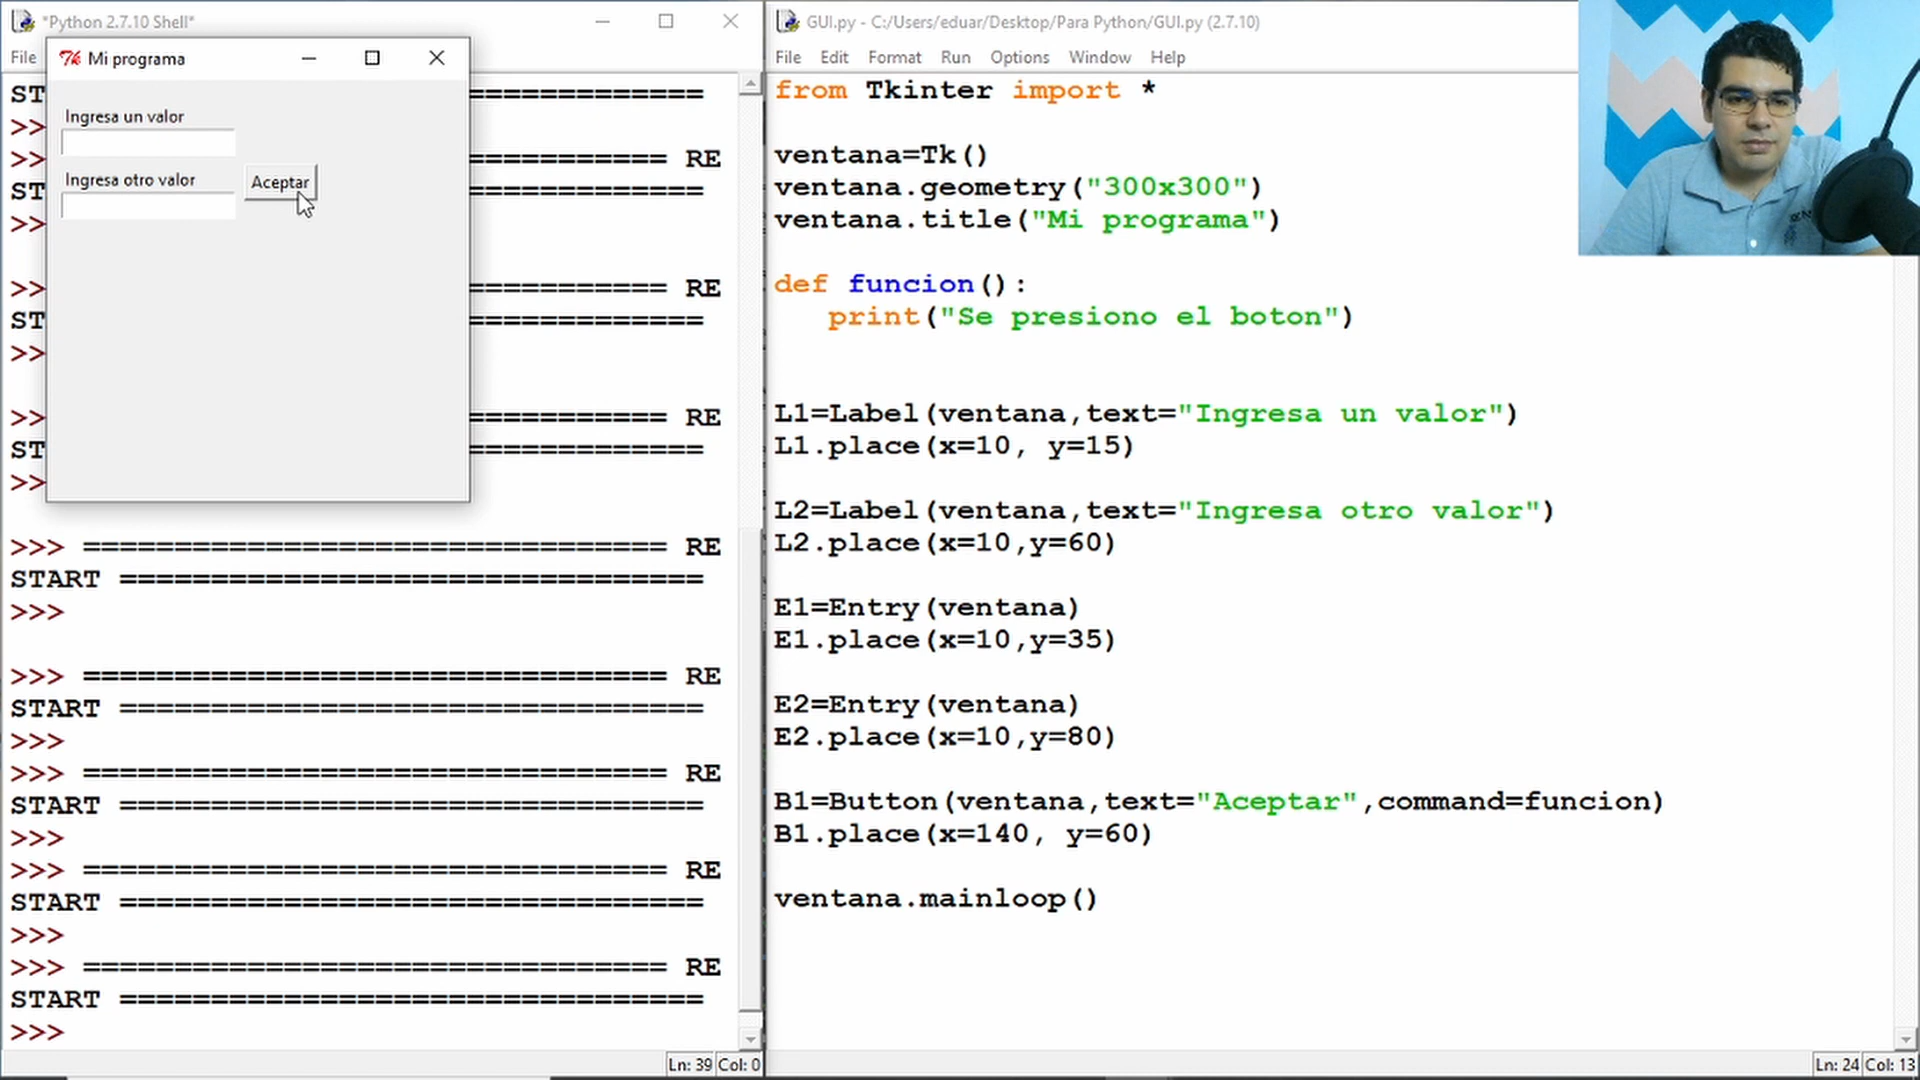 *Python 2.7.10 Shell*
File
Mi programa
Ingresa un valor
Ingresa otro valor
Aceptar
ST ==============
>>
>> =========== RE
ST =============
>>
>> =========== RE
ST =============
>>
>> =========== RE
ST =============
>>
>>> ================================ RE
START ================================
>>>
>>> ================================ RE
START ================================
>>>
>>> ================================ RE
START ================================
>>>
>>> ================================ RE
START ================================
>>>
>>> ================================ RE
START ================================
>>>
Ln: 39 Col: 0
GUI.py - C:/Users/eduar/Desktop/Para Python/GUI.py (2.7.10)
File Edit Format Run Options Window Help
from Tkinter import *
ventana=Tk()
ventana.geometry("300x300")
ventana.title("Mi programa")
def funcion():
print("Se presiono el boton")
L1=Label(ventana,text="Ingresa un valor")
L1.place(x=10, y=15)
L2=Label(ventana,text="Ingresa otro valor")
L2.place(x=10,y=60)
E1=Entry(ventana)
E1.place(x=10,y=35)
E2=Entry(ventana)
E2.place(x=10,y=80)
B1=Button(ventana,text="Aceptar",command=funcion)
B1.place(x=140, y=60)
ventana.mainloop()
Ln: 24 Col: 13